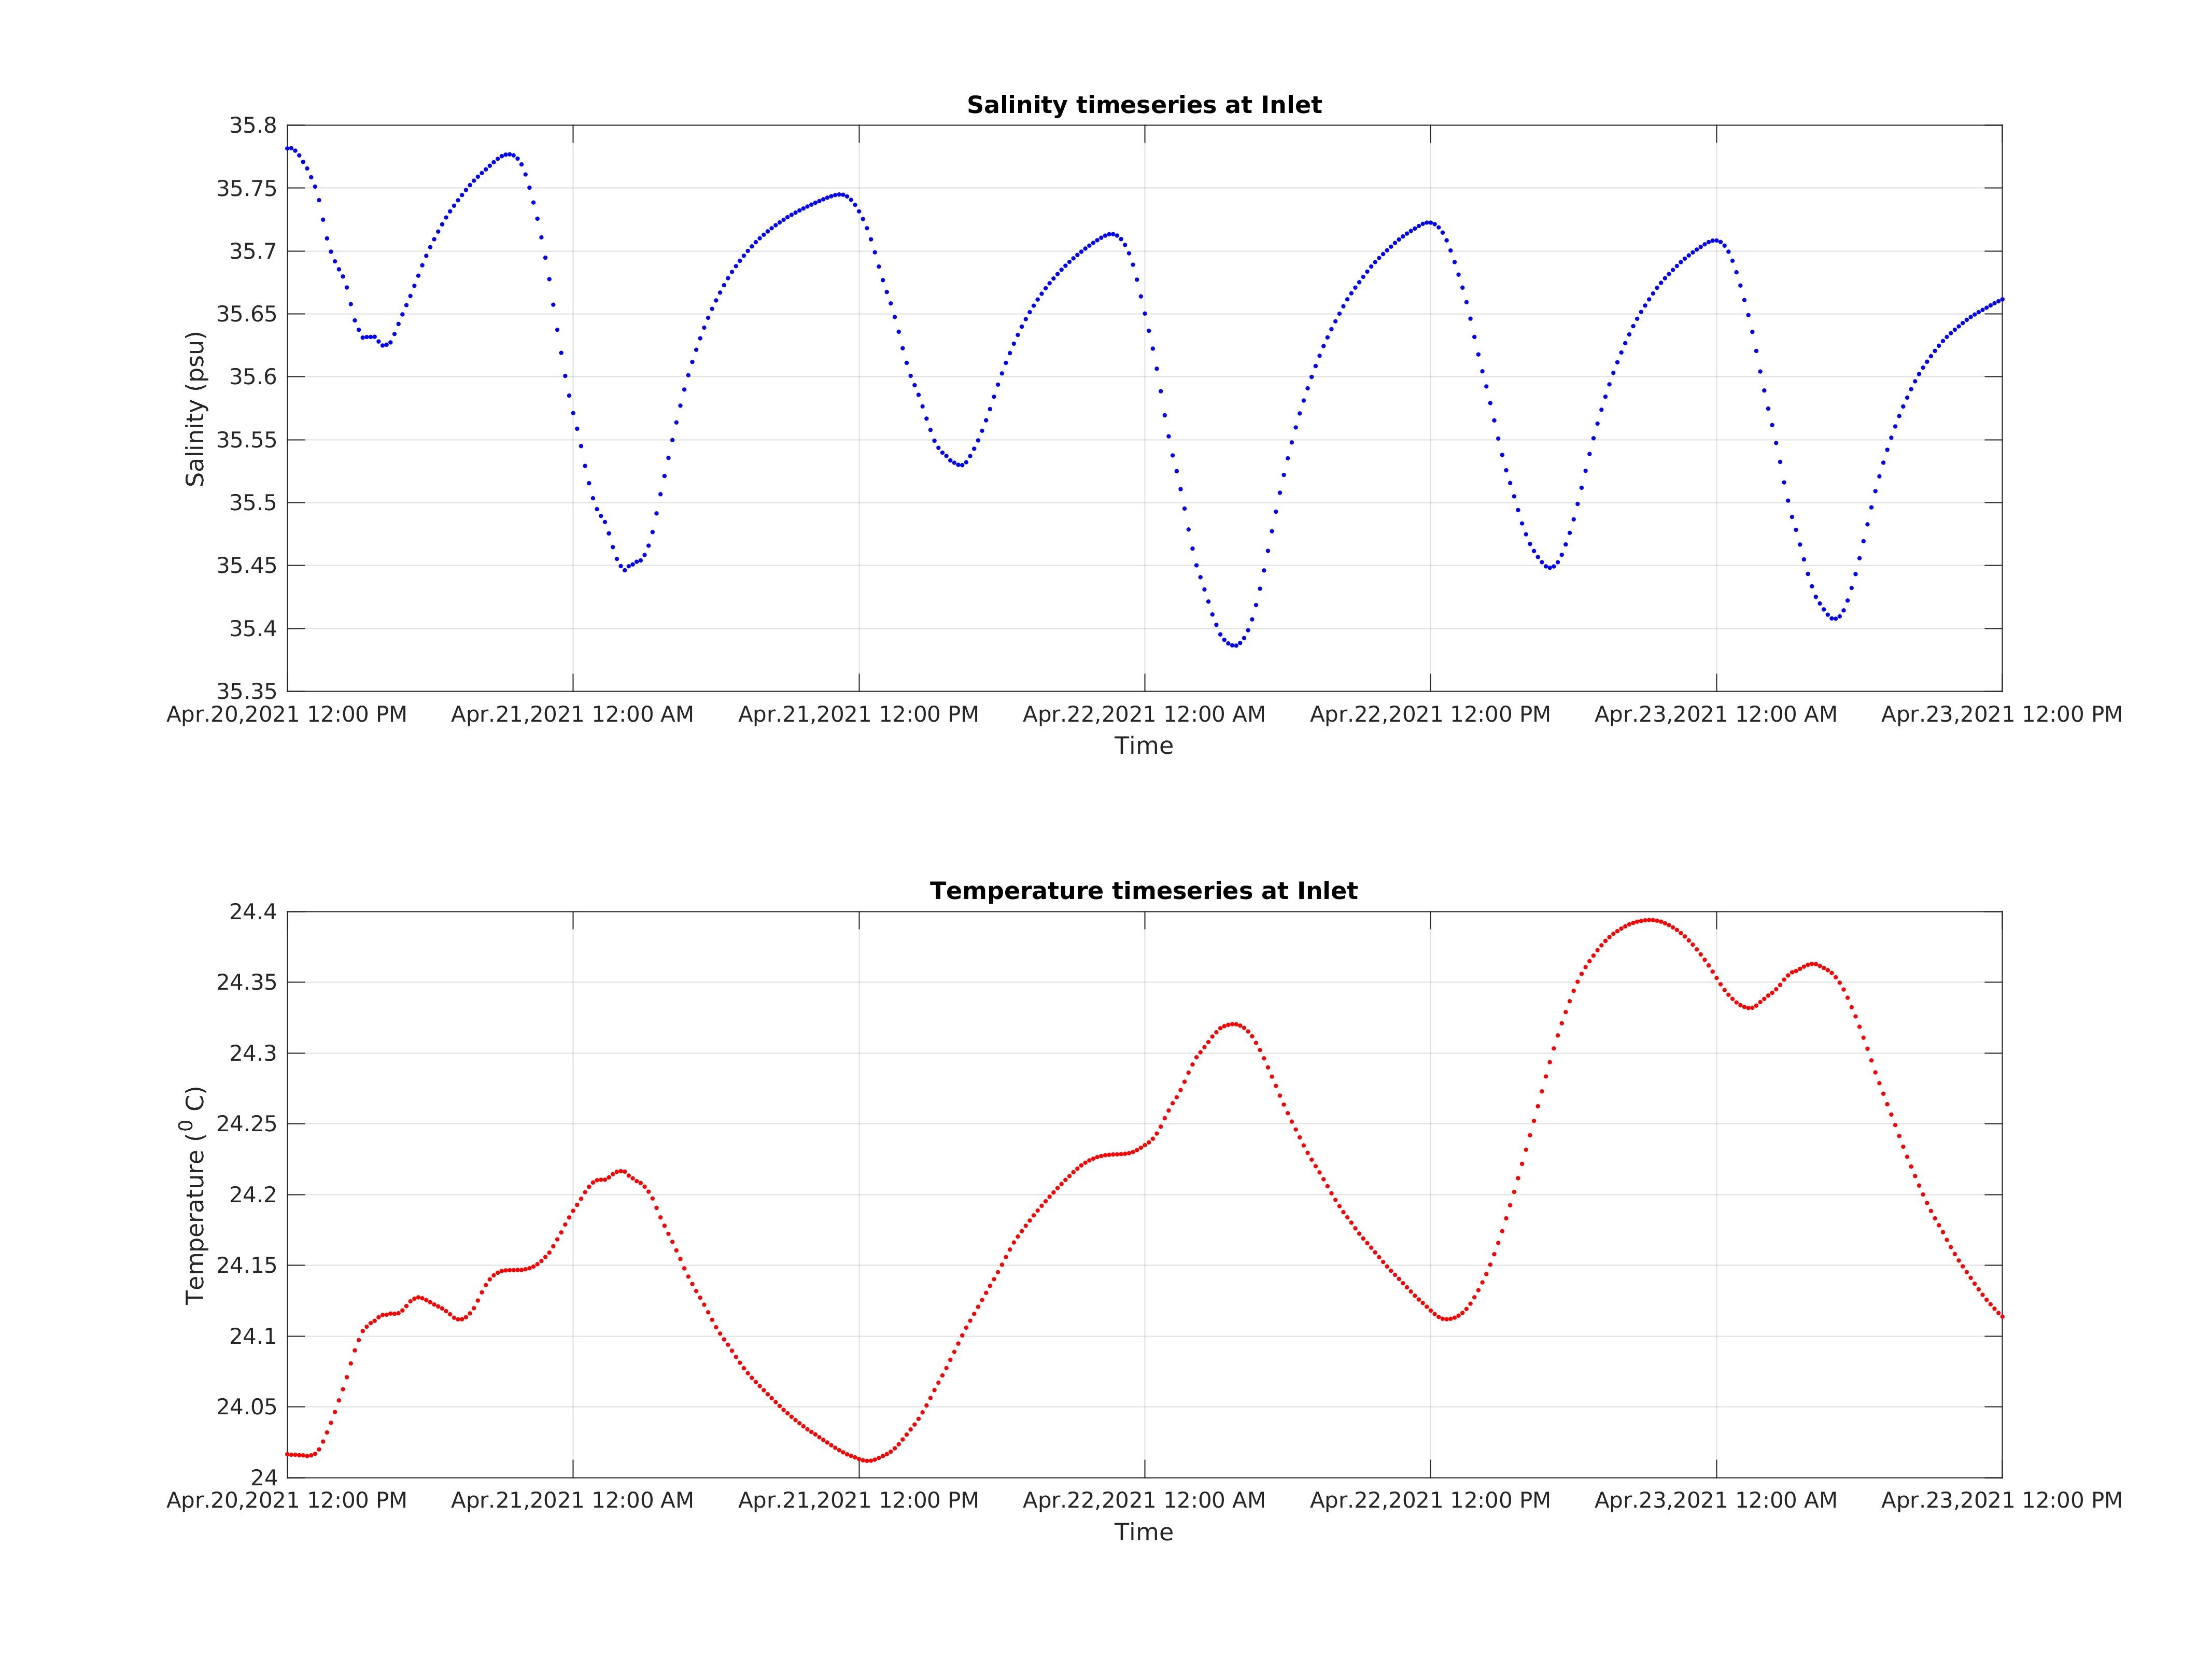 Salinity timeseries at Inlet
35.8
35.75
35.7
35.65
35.6
35.55
35.5
35.45
35.4
35.35
Salinity (psu)
Apr.20,2021 12:00 PM Apr.21,2021 12:00 AM Apr.21,2021 12:00 PM Apr.22,2021 12:00 AM Apr.22,2021 12:00 PM Apr.23,2021 12:00 AM Apr.23,2021 12:00 PM
Time
Temperature timeseries at Inlet
24.4
24.35
24.3
24.25
24.2
24.15
24.1
24.05
24
Temperature (⁰ C)
Apr.20,2021 12:00 PM Apr.21,2021 12:00 AM Apr.21,2021 12:00 PM Apr.22,2021 12:00 AM Apr.22,2021 12:00 PM Apr.23,2021 12:00 AM Apr.23,2021 12:00 PM
Time